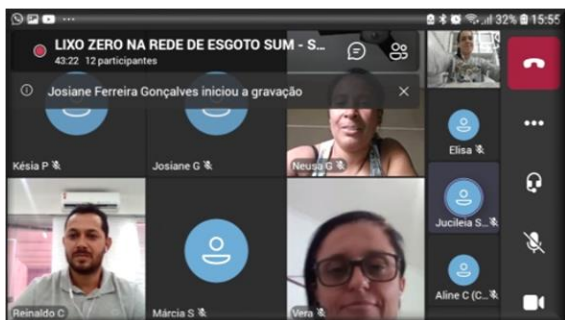 32% 15:55
LIXO ZERO NA REDE DE ESGOTO SUM - S...
43:22 12 participantes
Josiane Ferreira Gonçalves iniciou a gravação
Késia P
Josiane G
Neusa G
Elisa
Jucileia S...
Reinaldo C
Márcia S
Vera
Aline C (C...